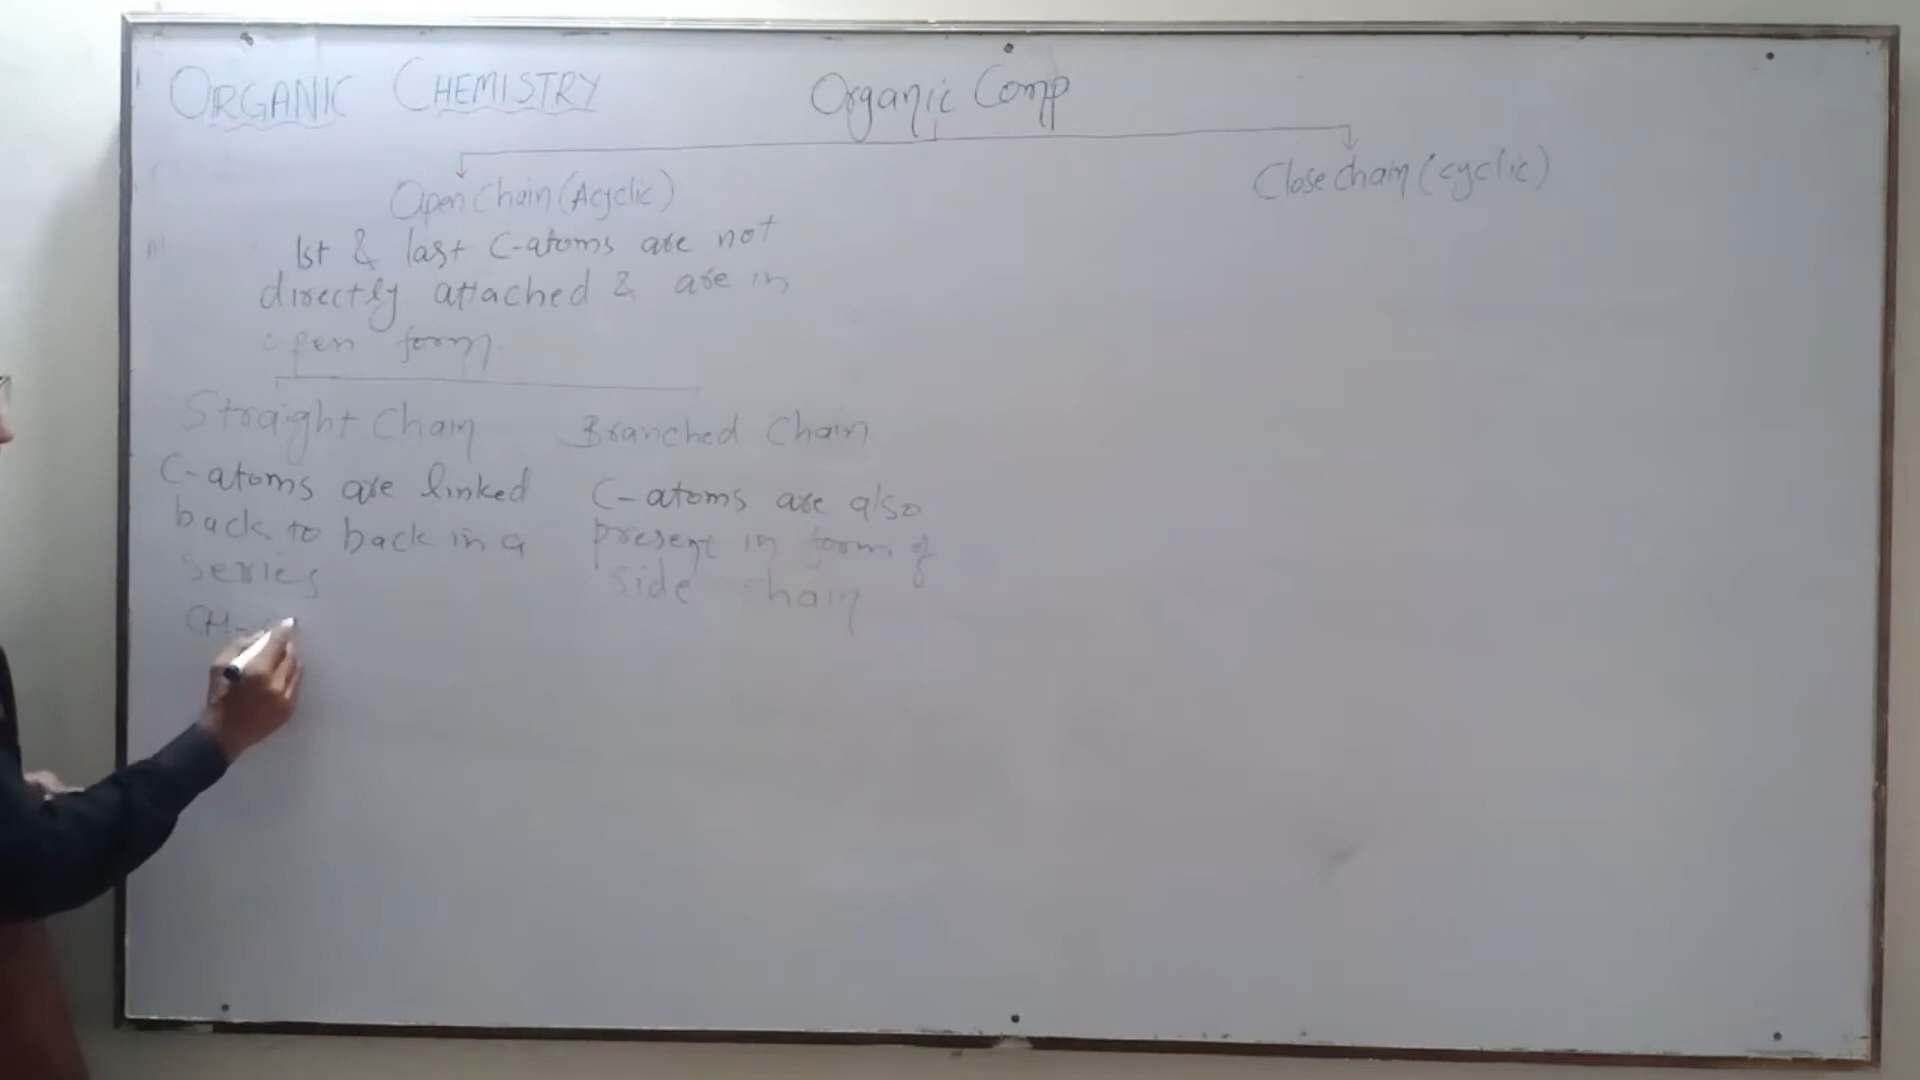 ORGANIC CHEMISTRY
Organic Comp
Open Chain (Acyclic)
Close chain (cyclic)
1st & last C-atoms are not
directly attached & are in
open form
Straight Chain
Branched Chain
C-atoms are linked
back to back in a
series
C-atoms are also
present in form of
side chain
CH-